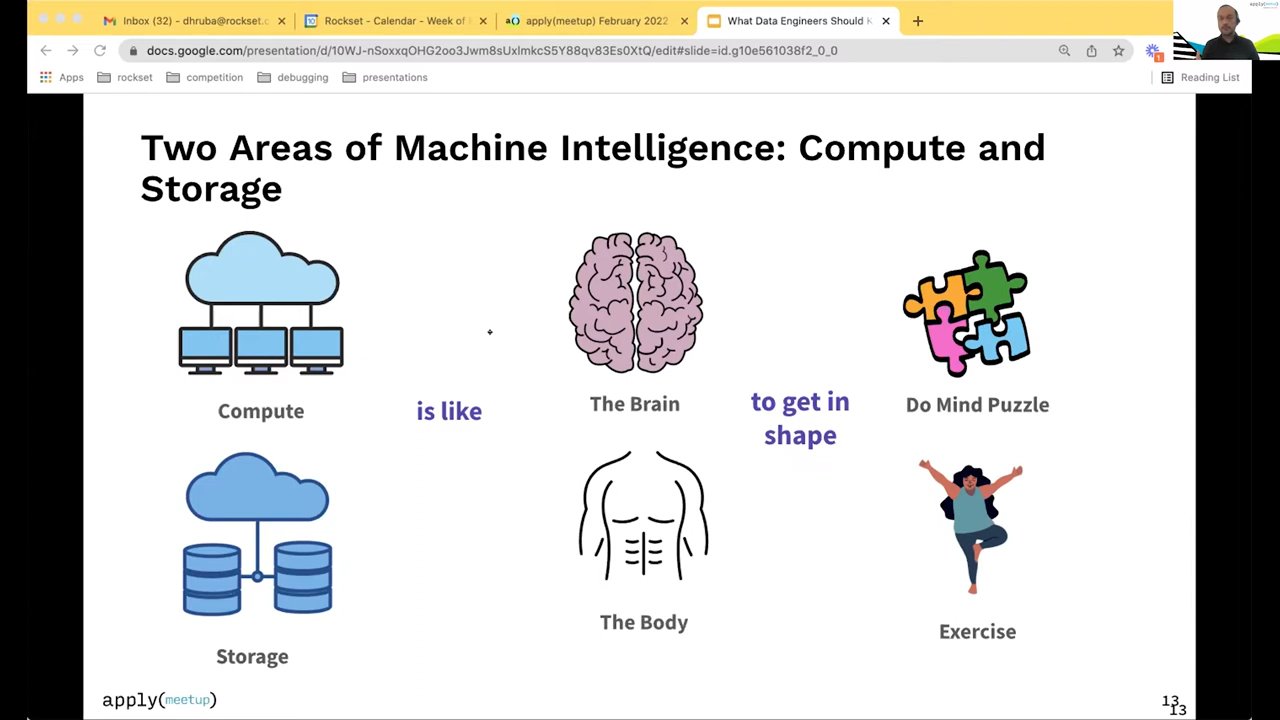 Inbox (32) - dhruba@rockset.c
Rockset - Calendar - Week of
apply(meetup) February 2022
What Data Engineers Should K
docs.google.com/presentation/d/10WJ-nSoxxqOHG2oo3Jwm8sUxlmkcS5Y88qv83Es0XtQ/edit#slide=id.g10e561038f2_0_0
Apps
rockset
competition
debugging
presentations
Reading List
Two Areas of Machine Intelligence: Compute and
Storage
Compute
is like
The Brain
to get in
shape
Do Mind Puzzle
Storage
The Body
Exercise
apply(meetup)
13
13